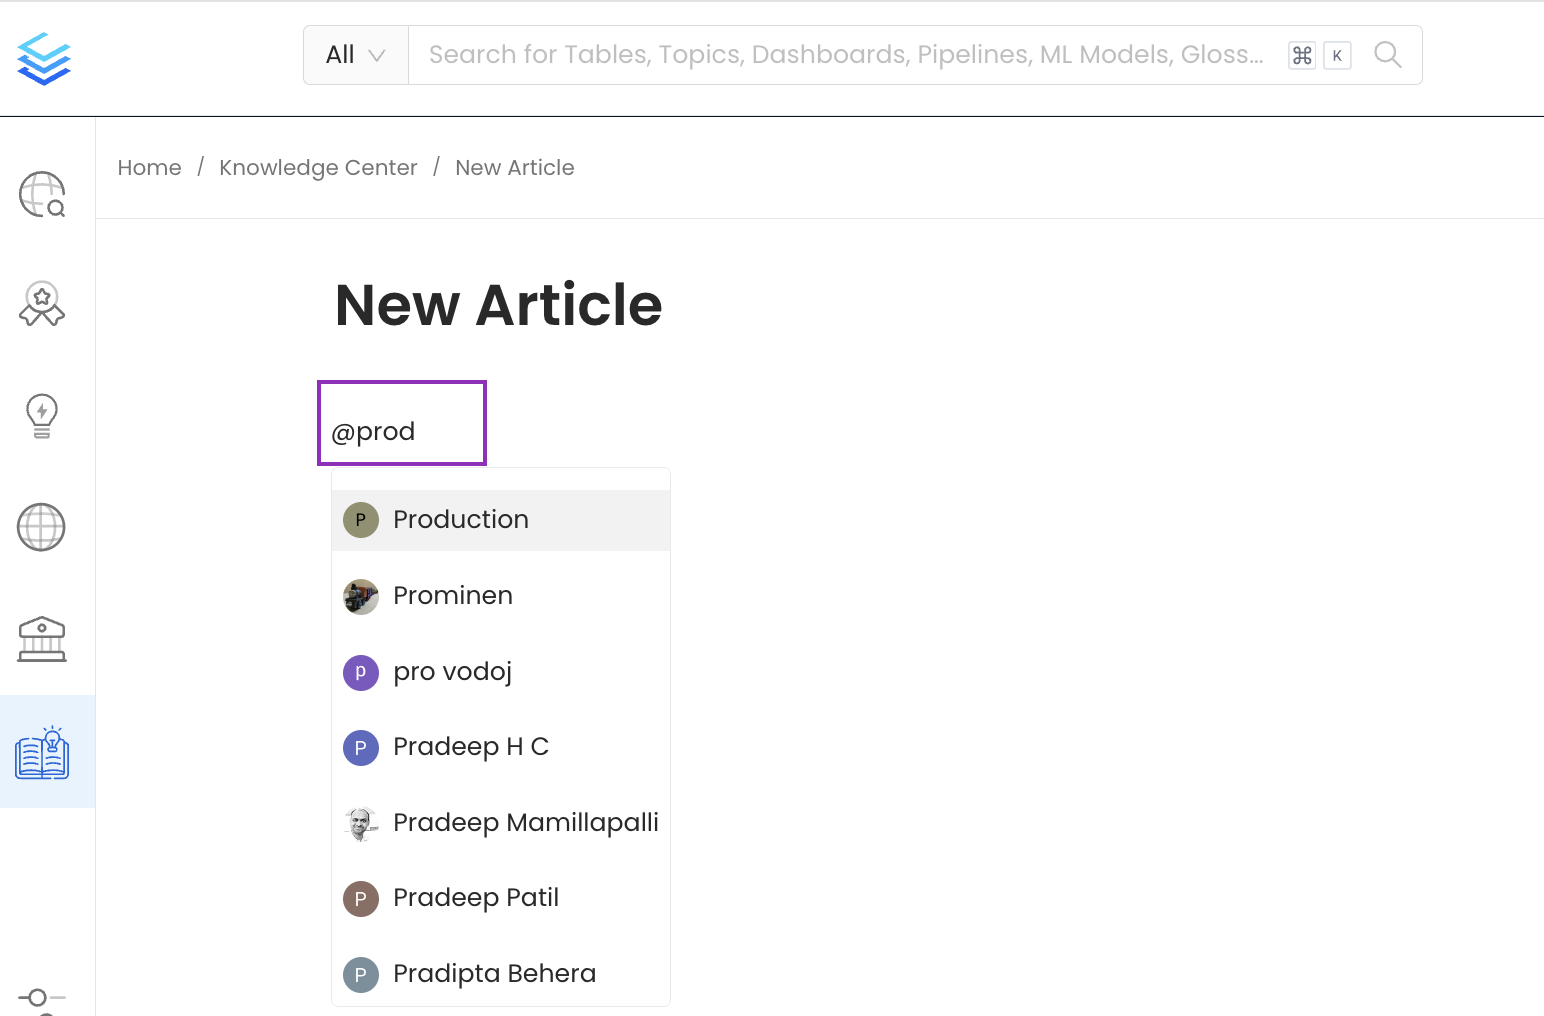 All Search for Tables, Topics, Dashboards, Pipelines, ML Models, Gloss... ⌘ K
Home / Knowledge Center / New Article
New Article
@prod
P Production
Prominen
p pro vodoj
P Pradeep H C
Pradeep Mamillapalli
P Pradeep Patil
P Pradipta Behera